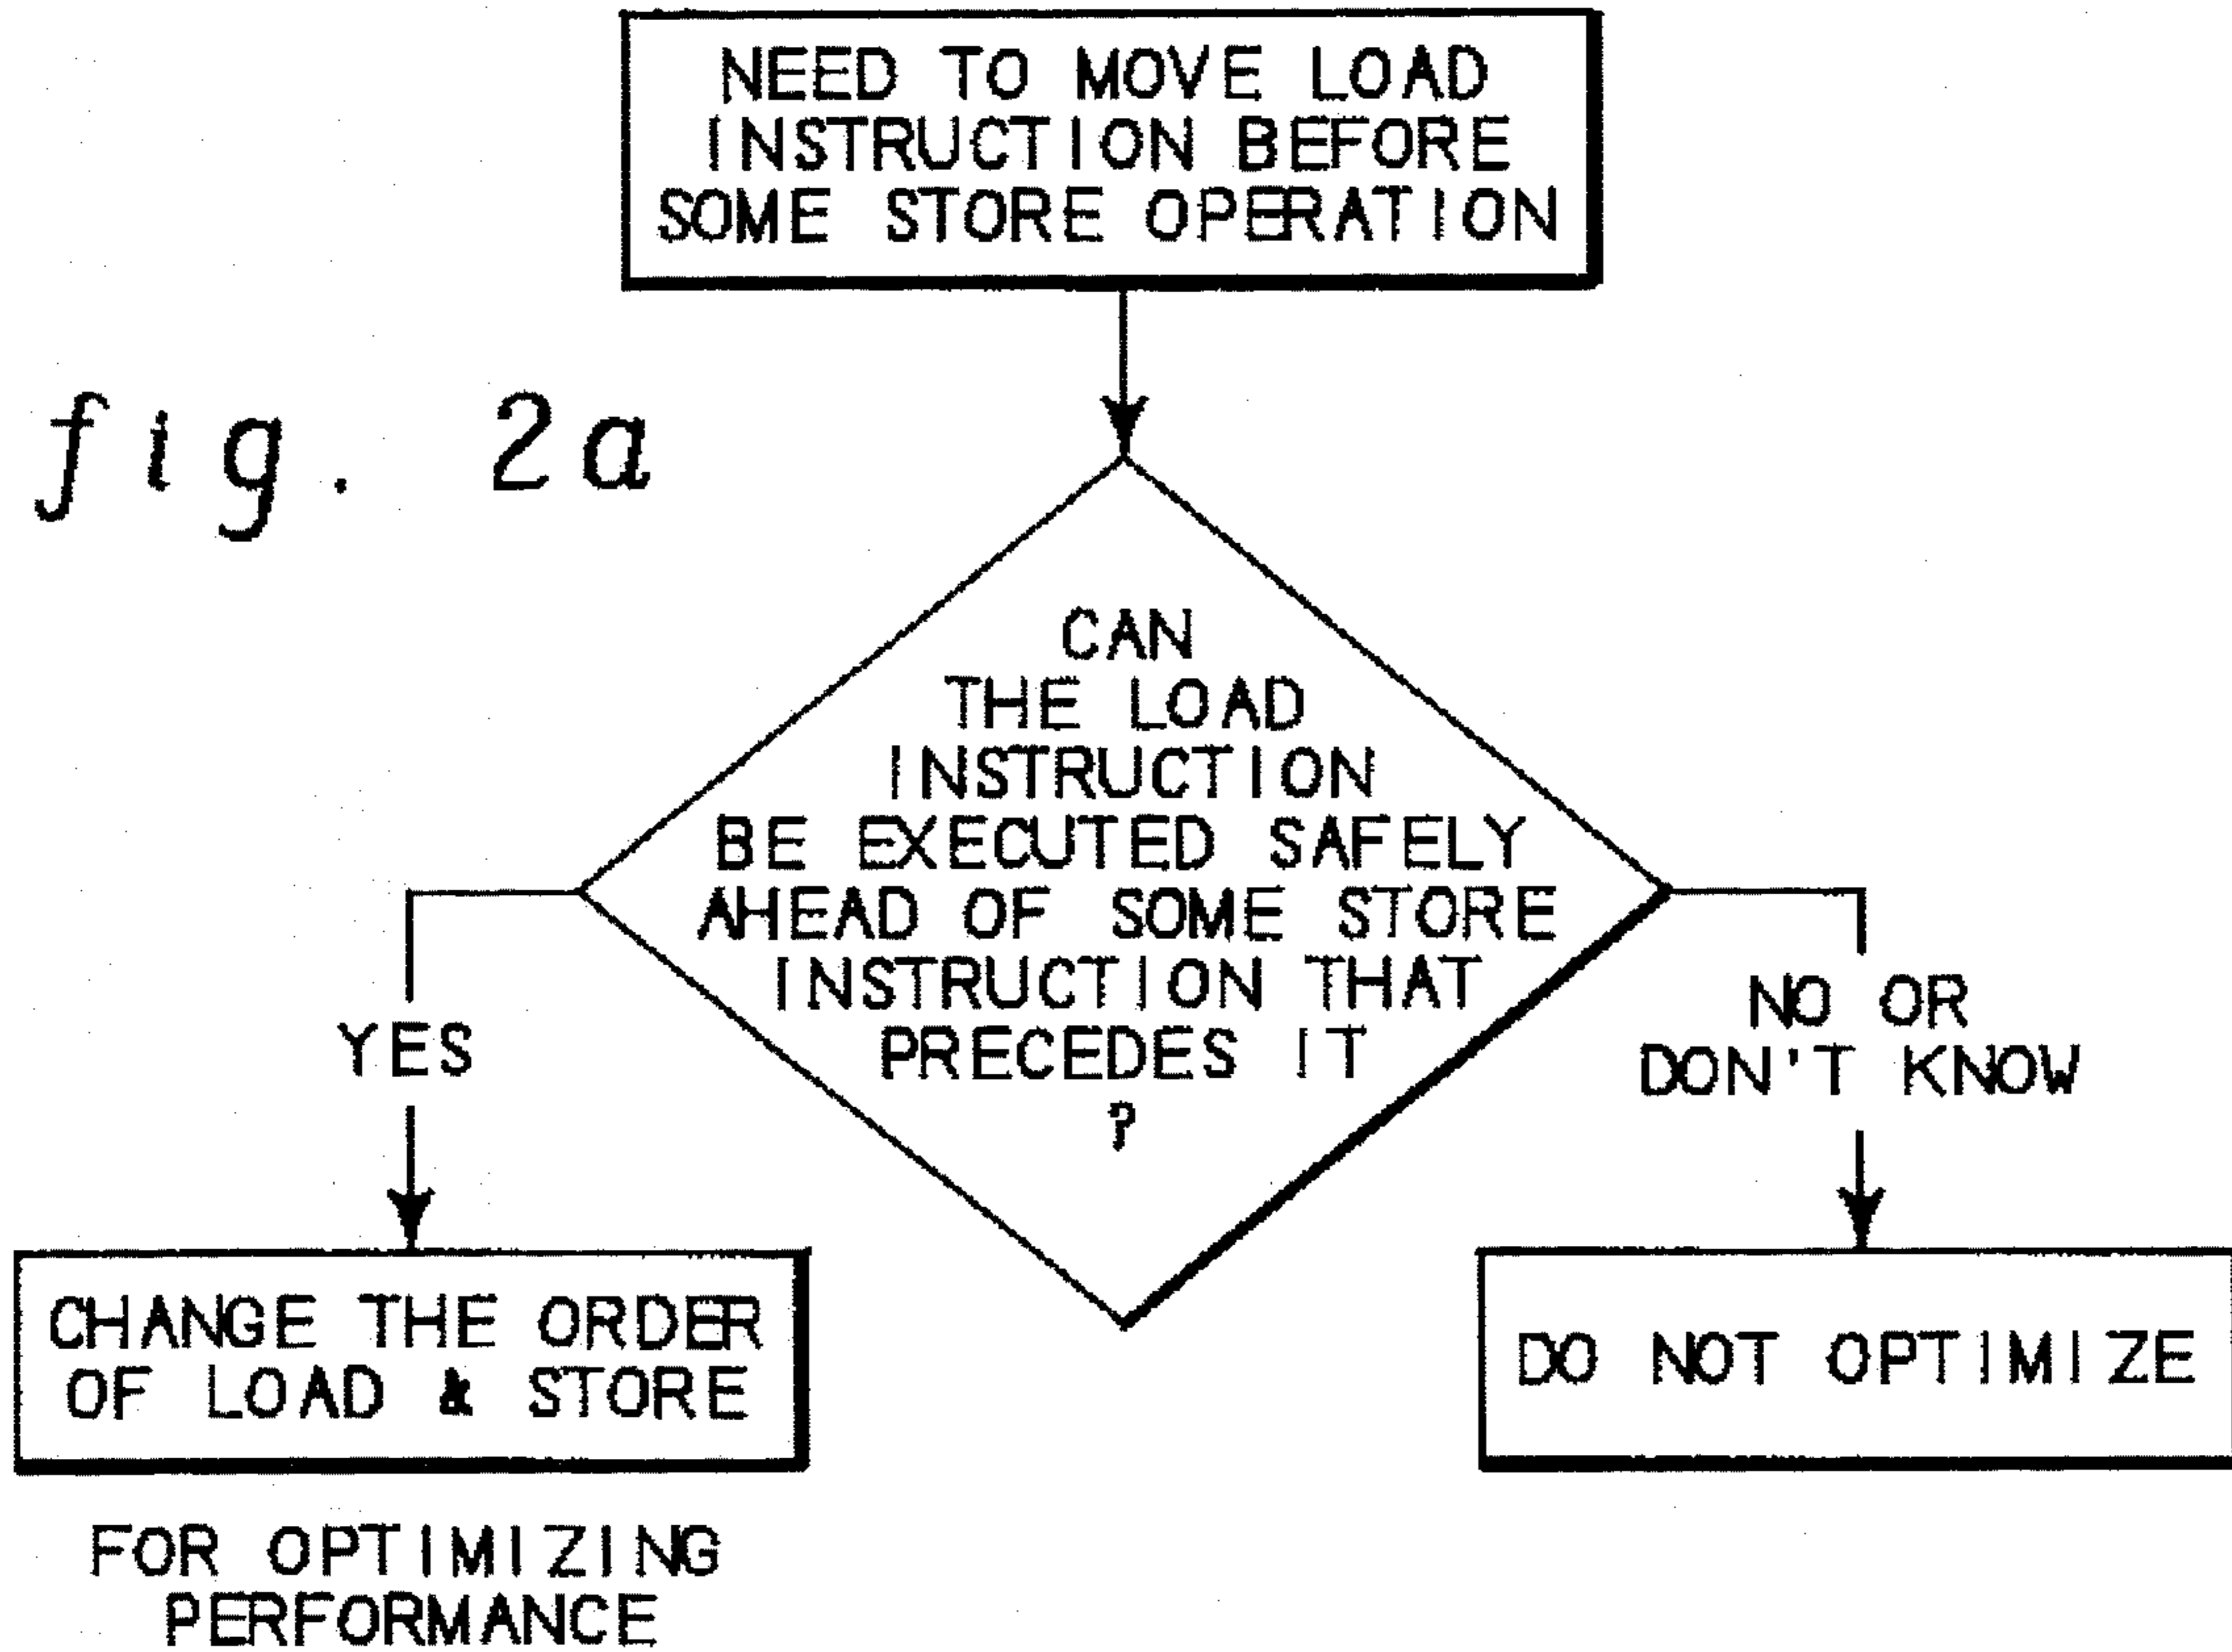 NEED TO MOVE LOAD
INSTRUCTION BEFORE
SOME STORE OPERATION
fig. 2a
CAN
THE LOAD
INSTRUCTION
BE EXECUTED SAFELY
AHEAD OF SOME STORE
INSTRUCTION THAT
PRECEDES IT
?
YES
NO OR
DON'T KNOW
CHANGE THE ORDER
OF LOAD & STORE
DO NOT OPTIMIZE
FOR OPTIMIZING
PERFORMANCE